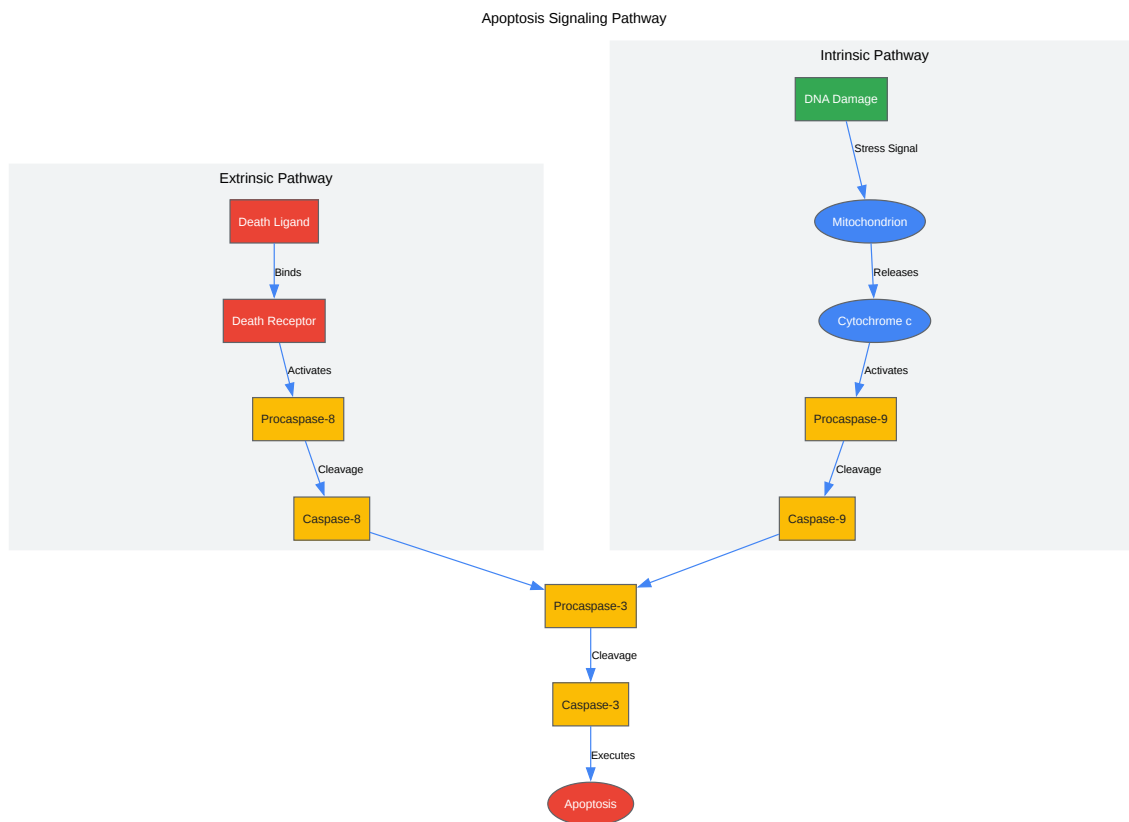 Apoptosis Signaling Pathway
Extrinsic Pathway
Death Ligand
Binds
Death Receptor
Activates
Procaspase-8
Cleavage
Caspase-8
Intrinsic Pathway
DNA Damage
Stress Signal
Mitochondrion
Releases
Cytochrome c
Activates
Procaspase-9
Cleavage
Caspase-9
Procaspase-3
Cleavage
Caspase-3
Executes
Apoptosis